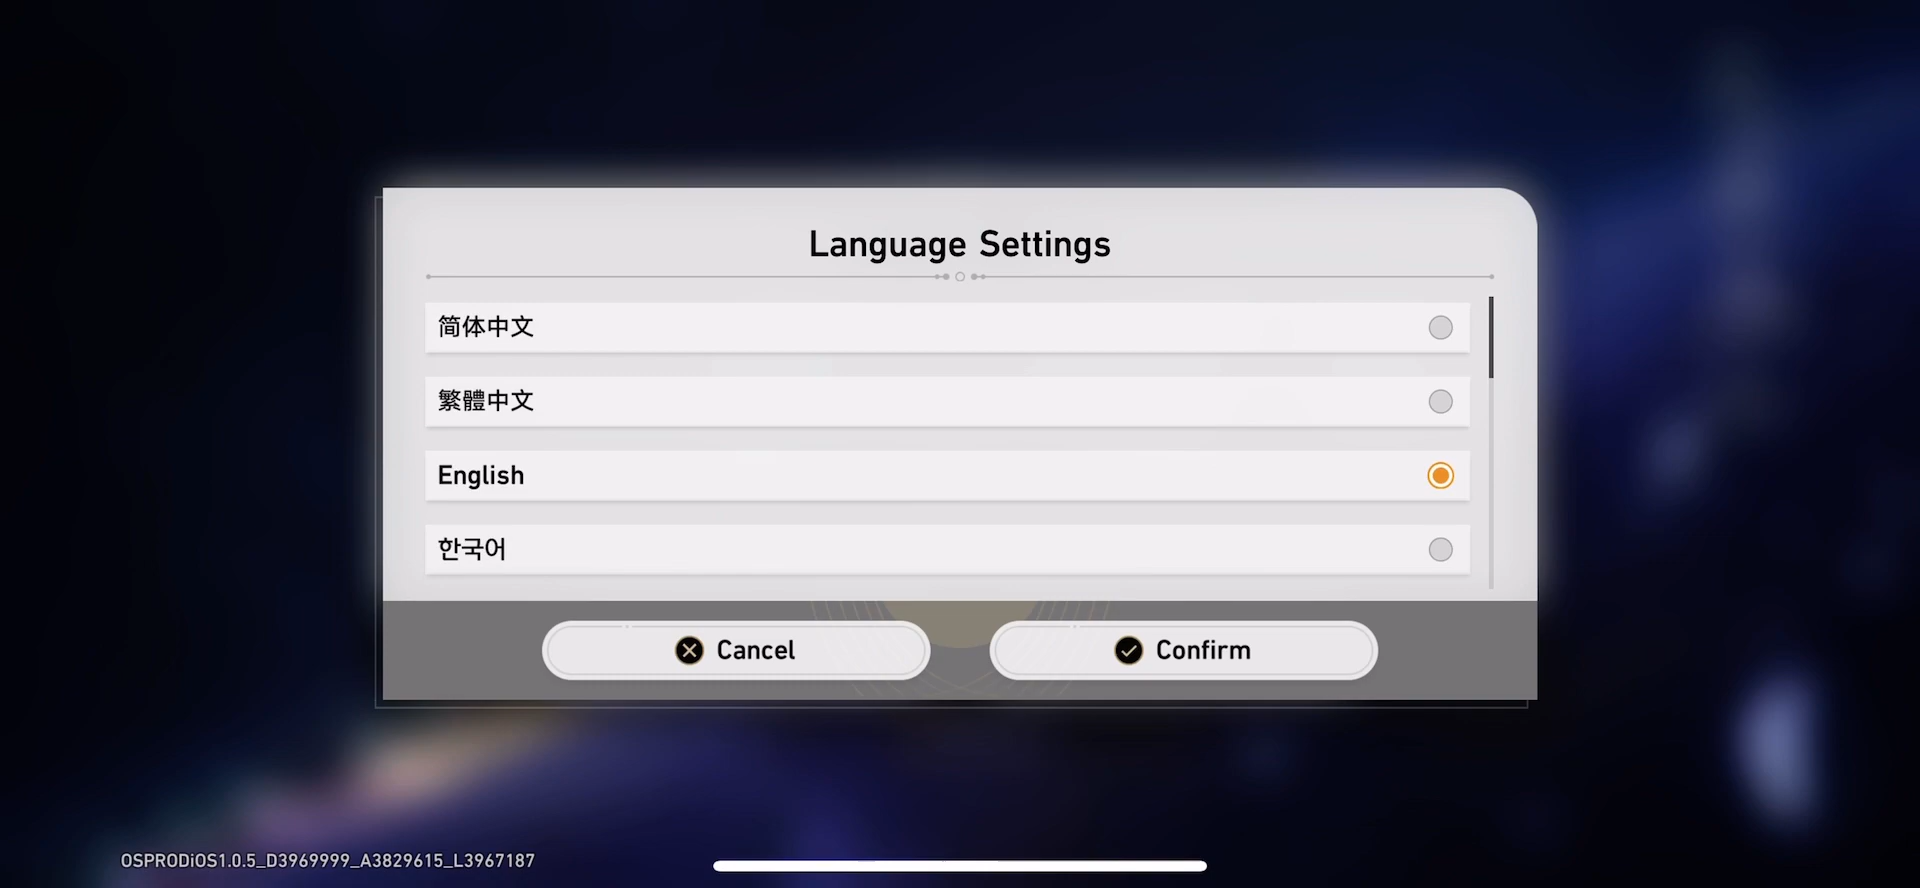 Language Settings
简体中文
繁體中文
English
한국어
Cancel
Confirm
OSPRODiOS1.0.5_D3969999_A3829615_L3967187